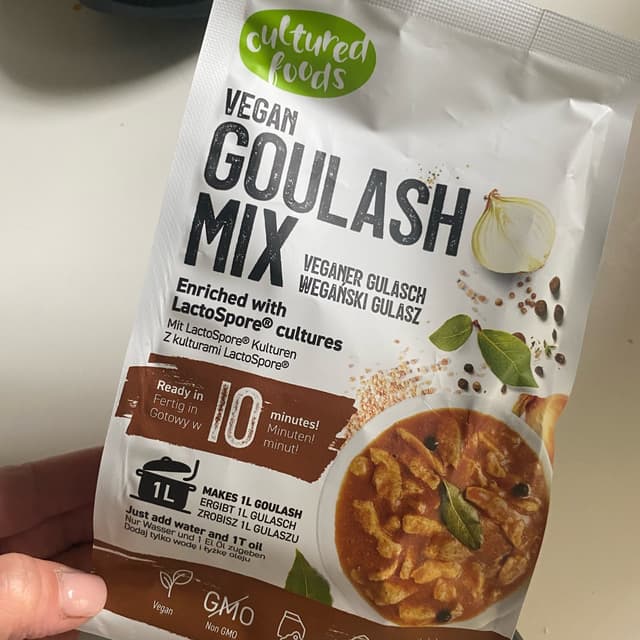 cultured
foods
VEGAN
GOULASH
MIX
VEGANER GULASCH
WEGAŃSKI GULASZ
Enriched with
LactoSpore® cultures
Mit LactoSpore® Kulturen
Z kulturami LactoSpore®
Ready in
Fertig in
Gotowy w
10
minutes!
Minuten!
minut!
1L
MAKES 1L GOULASH
ERGIBT 1L GULASCH
ZROBISZ 1L GULASZU
Just add water and 1T oil
Nur Wasser und 1 El Öl zugeben
Dodaj tylko wodę i łyżkę oleju
Vegan
GMO
Non GMO